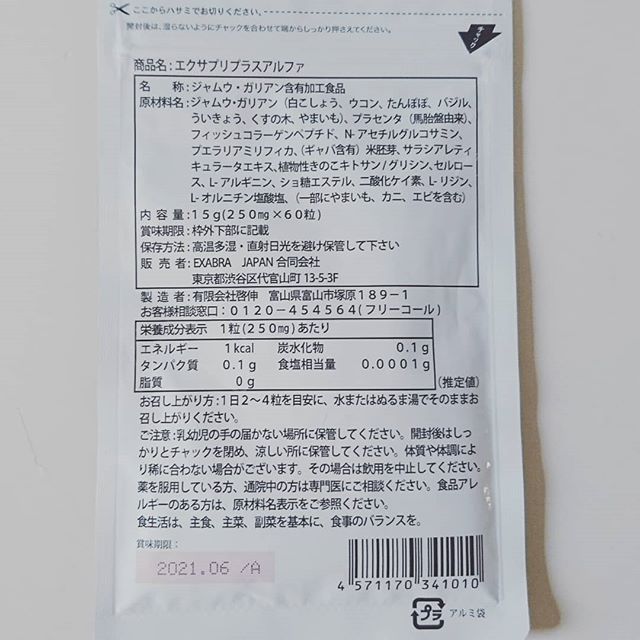 ここからハサミでお切りください。
開封後は、湿らないようにチャックを合わせて端からしっかり押さえてください。
チャック
商品名：エクサプリプラスアルファ
名　称：ジャムウ・ガリアン含有加工食品
原材料名：ジャムウ・ガリアン（白こしょう、ウコン、たんぽぽ、バジル、
ういきょう、くすの木、やまいも）、プラセンタ（馬胎盤由来）、
フィッシュコラーゲンペプチド、N- アセチルグルコサミン、
プエラリアミリフィカ、（ギャバ含有）米胚芽、サラシアレティ
キュラータエキス、植物性きのこキトサン / グリシン、セルロー
ス、L- アルギニン、ショ糖エステル、二酸化ケイ素、L- リジン、
L- オルニチン塩酸塩、（一部にやまいも、カニ、エビを含む）
内 容 量：15g(250㎎×60粒)
賞味期限：枠外下部に記載
保存方法：高温多湿・直射日光を避け保管して下さい
販 売 者：EXABRA JAPAN 合同会社
東京都渋谷区代官山町 13-5-3F
製 造 者：有限会社啓伸　富山県富山市塚原189-1
お客様相談窓口：0120-454564(フリーコール)
栄養成分表示　1粒(250㎎)あたり
エネルギー　1kcal　炭水化物　0.1g
タンパク質　0.1g　食塩相当量　0.0001g
脂質　0g　（推定値）
お召し上がり方：1日2～4粒を目安に、水またはぬるま湯でそのままお
召し上がりください。
ご注意：乳幼児の手の届かない場所に保管してください。開封後はしっ
かりとチャックを閉め、涼しい所に保管してください。体質や体調によ
り稀に合わない場合がございます。その場合は飲用を中止してください。
薬を服用している方、通院中の方は専門医にご相談ください。食品アレ
ルギーのある方は、原材料名表示をご参照ください。
食生活は、主食、主菜、副菜を基本に、食事のバランスを。
賞味期限：
2021.06 /A
4 571170 341010
プラ アルミ袋